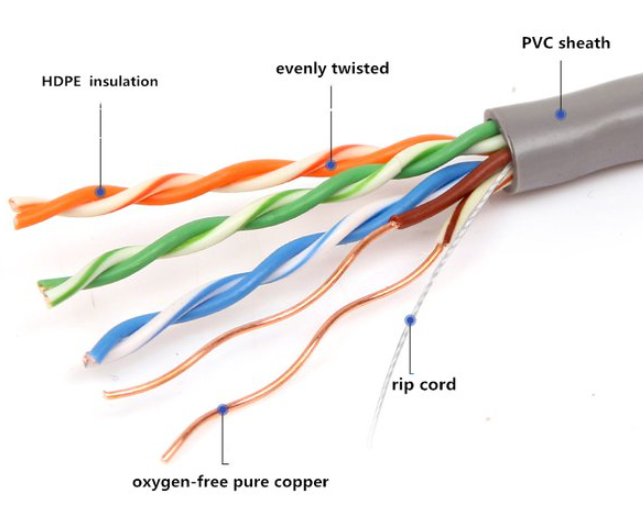 PVC sheath
evenly twisted
HDPE insulation
rip cord
oxygen-free pure copper